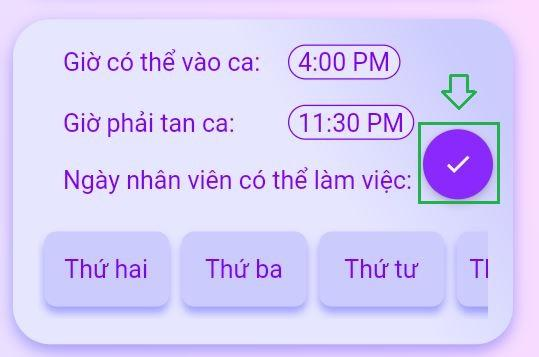 Giờ có thể vào ca: 4:00 PM
Giờ phải tan ca: 11:30 PM
Ngày nhân viên có thể làm việc:
Thứ hai Thứ ba Thứ tư